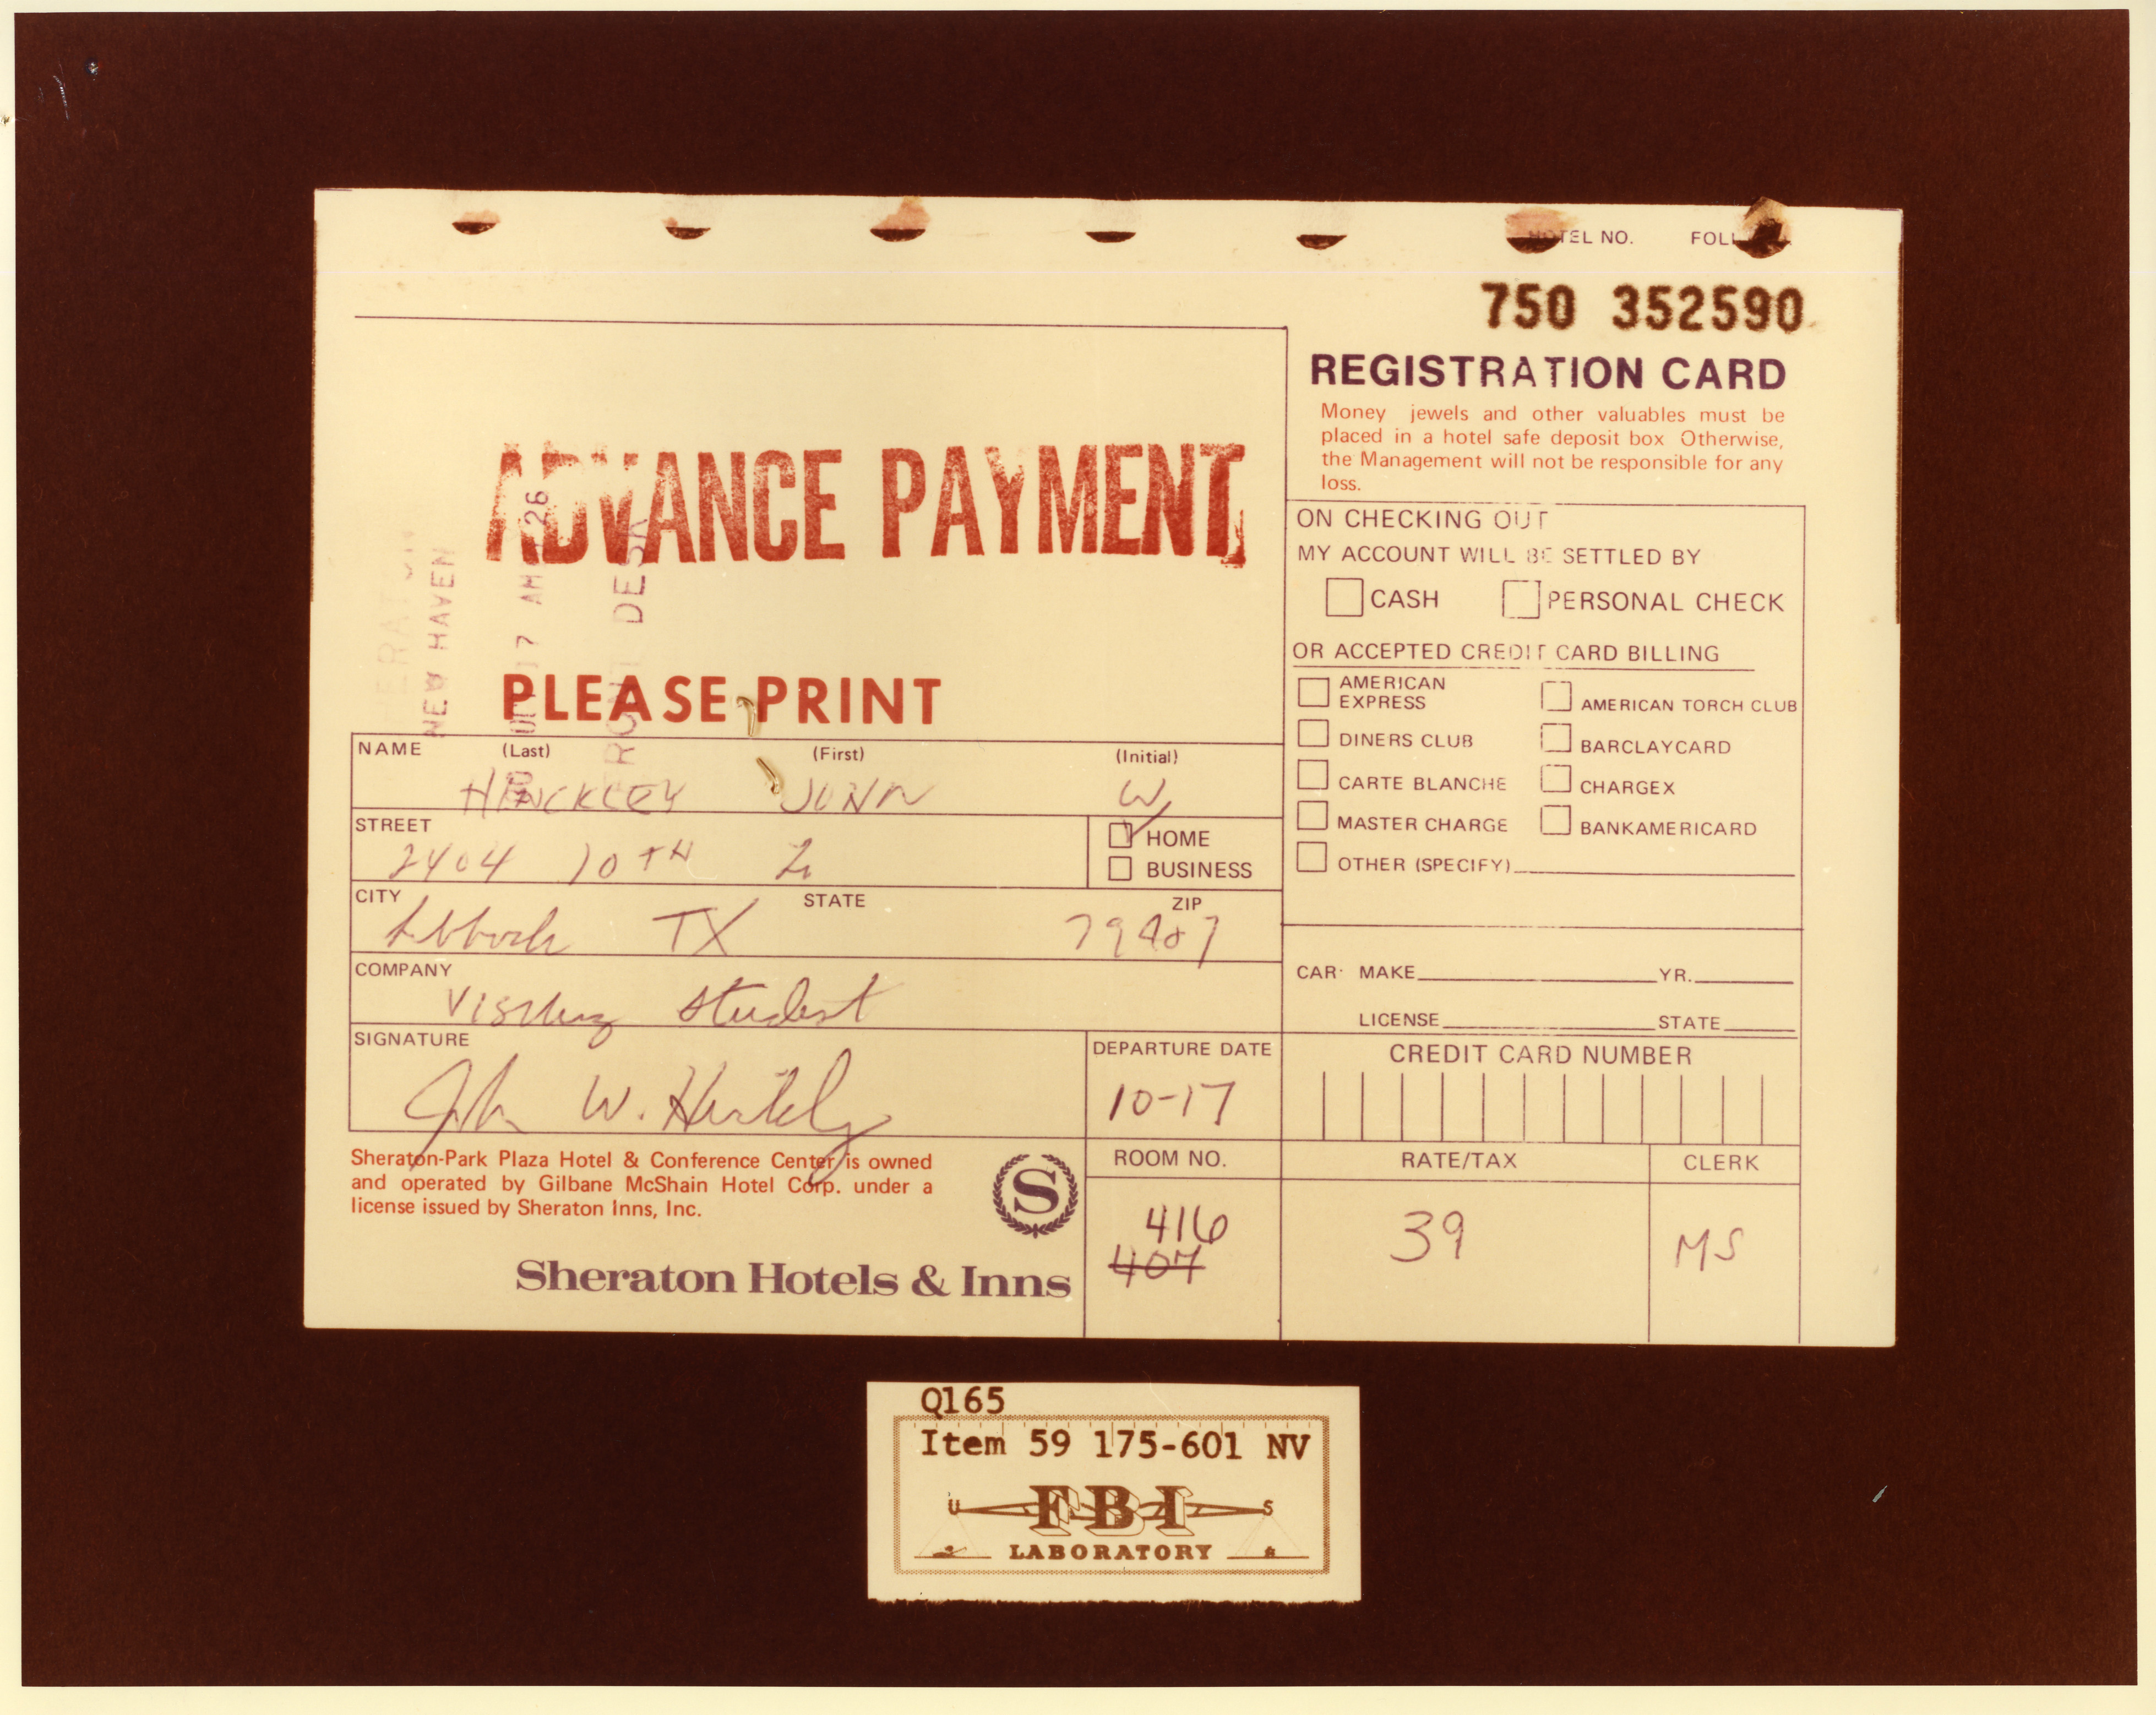 HOTEL NO. FOLI
750 352590
REGISTRATION CARD
Money jewels and other valuables must be
placed in a hotel safe deposit box Otherwise,
the Management will not be responsible for any
loss.
ADVANCE PAYMENT
NEW HAVEN
17 AM 26
FRONT DESK
PLEASE PRINT
ON CHECKING OUT
MY ACCOUNT WILL BE SETTLED BY
CASH PERSONAL CHECK
OR ACCEPTED CREDIT CARD BILLING
AMERICAN EXPRESS
AMERICAN TORCH CLUB
DINERS CLUB
BARCLAYCARD
CARTE BLANCHE
CHARGEX
MASTER CHARGE
BANKAMERICARD
OTHER (SPECIFY)
NAME (Last) (First) (Initial)
HINCKLEY JOHN W
STREET
2404 10TH
HOME
BUSINESS
CITY STATE ZIP
TX
COMPANY
Visiting Student
SIGNATURE
John W. Hinckley
DEPARTURE DATE
10-17
CAR: MAKE YR.
LICENSE STATE
CREDIT CARD NUMBER
ROOM NO. RATE/TAX CLERK
416 39 MS
407
Sheraton-Park Plaza Hotel & Conference Center is owned
and operated by Gilbane McShain Hotel Corp. under a
license issued by Sheraton Inns, Inc.
S
Sheraton Hotels & Inns
Q165
Item 59 175-601 NV
U FBI S
LABORATORY